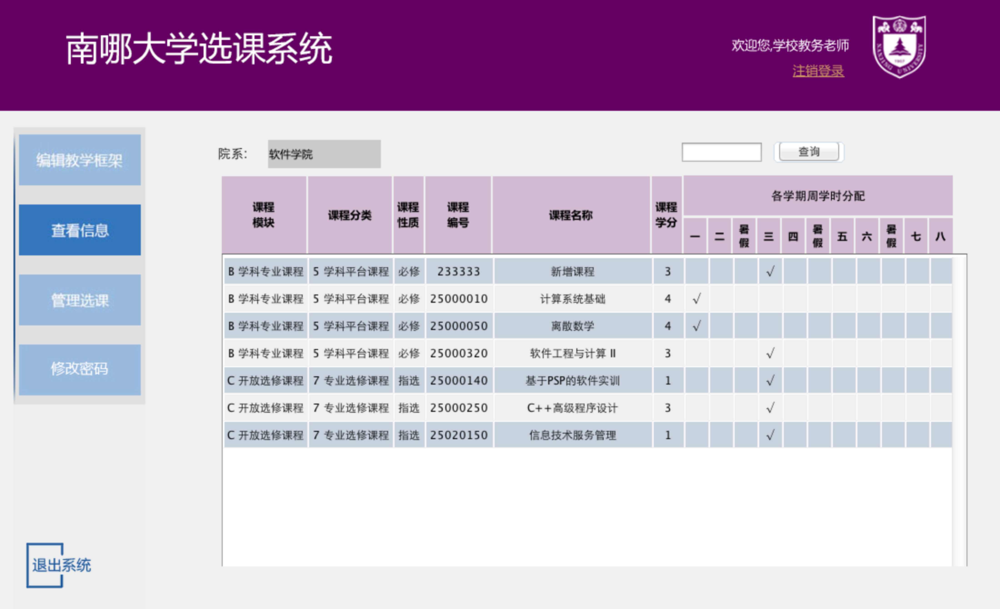 南哪大学选课系统
欢迎您,学校教务老师
注销登录
NANJING UNIVERSITY
1902
编辑教学框架
查看信息
管理选课
修改密码
退出系统
院系: 软件学院 查询
课程模块 课程分类 课程性质 课程编号 课程名称 课程学分 各学期周学时分配
一 二 暑假 三 四 暑假 五 六 暑假 七 八
B 学科专业课程 5 学科平台课程 必修 233333 新增课程 3 √
B 学科专业课程 5 学科平台课程 必修 25000010 计算系统基础 4 √
B 学科专业课程 5 学科平台课程 必修 25000050 离散数学 4 √
B 学科专业课程 5 学科平台课程 必修 25000320 软件工程与计算 II 3 √
C 开放选修课程 7 专业选修课程 指选 25000140 基于PSP的软件实训 1 √
C 开放选修课程 7 专业选修课程 指选 25000250 C++高级程序设计 3 √
C 开放选修课程 7 专业选修课程 指选 25020150 信息技术服务管理 1 √